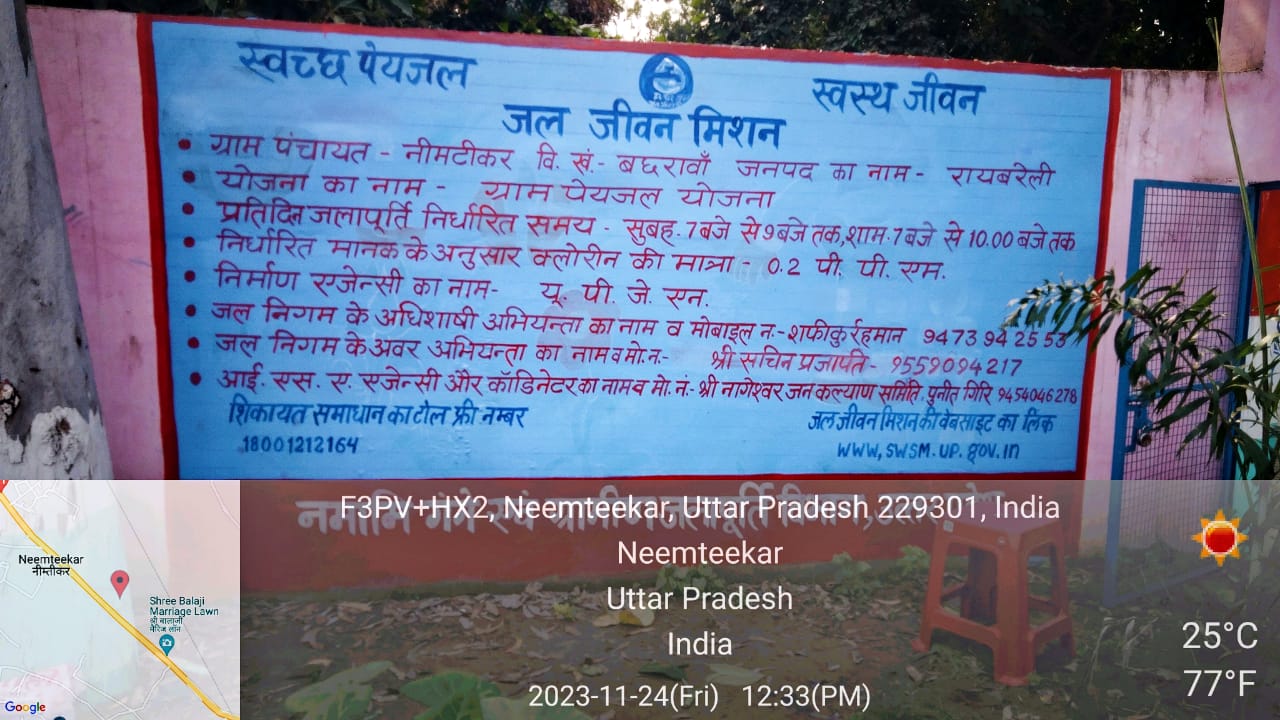 स्वच्छ पेयजल
स्वस्थ जीवन
जल जीवन मिशन
• ग्राम पंचायत - नीमटीकर वि. खं.- बछरावाँ जनपद का नाम - रायबरेली
• योजना का नाम - ग्राम पेयजल योजना
• प्रतिदिन जलापूर्ति निर्धारित समय - सुबह. 7 बजे से 9 बजे तक, शाम. 7 बजे से 10.00 बजे तक
• निर्धारित मानक के अनुसार क्लोरीन की मात्रा - 0.2 पी. पी. एम.
• निर्माण एजेन्सी का नाम- यू. पी. जे. एन.
• जल निगम के अधिशाषी अभियन्ता का नाम व मोबाइल न:- शफीकुर्रहमान 9473942553
• जल निगम के अवर अभियन्ता का नाम व मो.न:- श्री सचिन प्रजापति - 9559094217
• आई. एस. ए. एजेन्सी और कॉडिनेटर का नाम व मो. नं:- श्री नागेश्वर जन कल्याण समिति. पुनीत गिरि 9454046278
शिकायत समाधान का टोल फ्री नम्बर
18001212164
जल जीवन मिशन की वेबसाइट का लिंक
www.swsm.up.gov.in
नमामि गंगे एवं ग्रामीण जलापूर्ति विभाग,
F3PV+HX2, Neemteekar, Uttar Pradesh 229301, India
Neemteekar
Uttar Pradesh
India
2023-11-24(Fri) 12:33(PM)
25°C
77°F
Neemteekar
नीमतीकर
Shree Balaji
Marriage Lawn
श्री बालाजी
मैरिज लॉन
Google